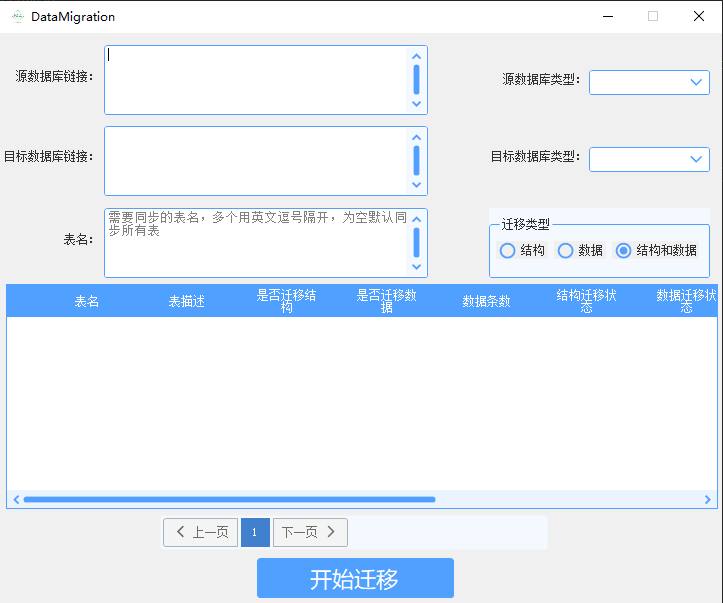 DataMigration
源数据库链接：
源数据库类型：
目标数据库链接：
目标数据库类型：
表名：
需要同步的表名，多个用英文逗号隔开，为空默认同
步所有表
迁移类型
结构 数据 结构和数据
表名 表描述 是否迁移结构 是否迁移数据 数据条数 结构迁移状态 数据迁移状态
上一页 1 下一页
开始迁移